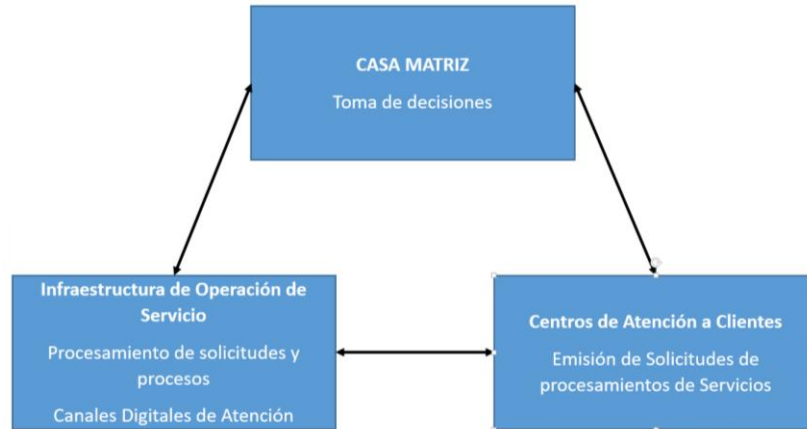 CASA MATRIZ
Toma de decisiones
Infraestructura de Operación de
Servicio
Procesamiento de solicitudes y
procesos
Canales Digitales de Atención
Centros de Atención a Clientes
Emisión de Solicitudes de
procesamientos de Servicios